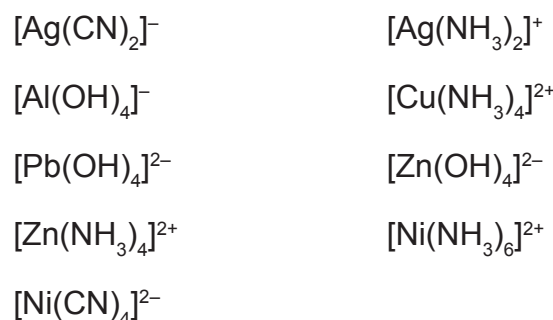 [Ag(CN)₂]⁻ [Ag(NH₃)₂]⁺
[Al(OH)₄]⁻ [Cu(NH₃)₄]²⁺
[Pb(OH)₄]²⁻ [Zn(OH)₄]²⁻
[Zn(NH₃)₄]²⁺ [Ni(NH₃)₆]²⁺
[Ni(CN)₄]²⁻